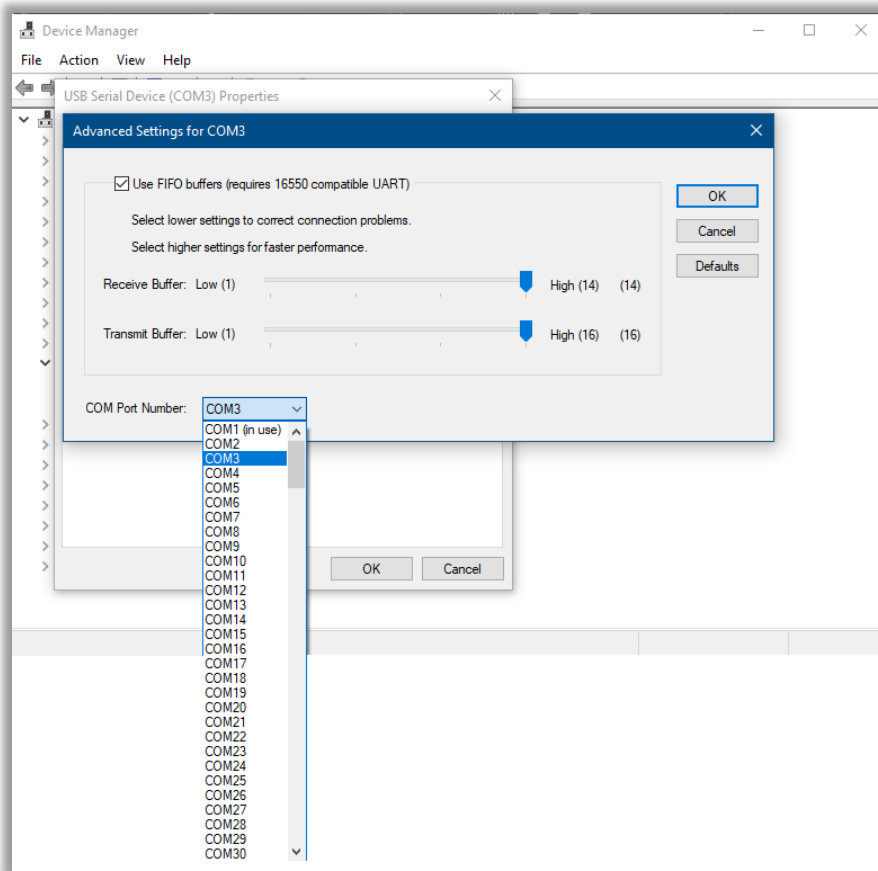 Device Manager
File Action View Help
USB Serial Device (COM3) Properties
Advanced Settings for COM3
Use FIFO buffers (requires 16550 compatible UART)
OK
Select lower settings to correct connection problems.
Cancel
Select higher settings for faster performance.
Defaults
Receive Buffer: Low (1) High (14) (14)
Transmit Buffer: Low (1) High (16) (16)
COM Port Number: COM3
COM1 (in use)
COM2
COM3
COM4
COM5
COM6
COM7
COM8
COM9
COM10
COM11
COM12
COM13
COM14
COM15
COM16
COM17
COM18
COM19
COM20
COM21
COM22
COM23
COM24
COM25
COM26
COM27
COM28
COM29
COM30
OK Cancel